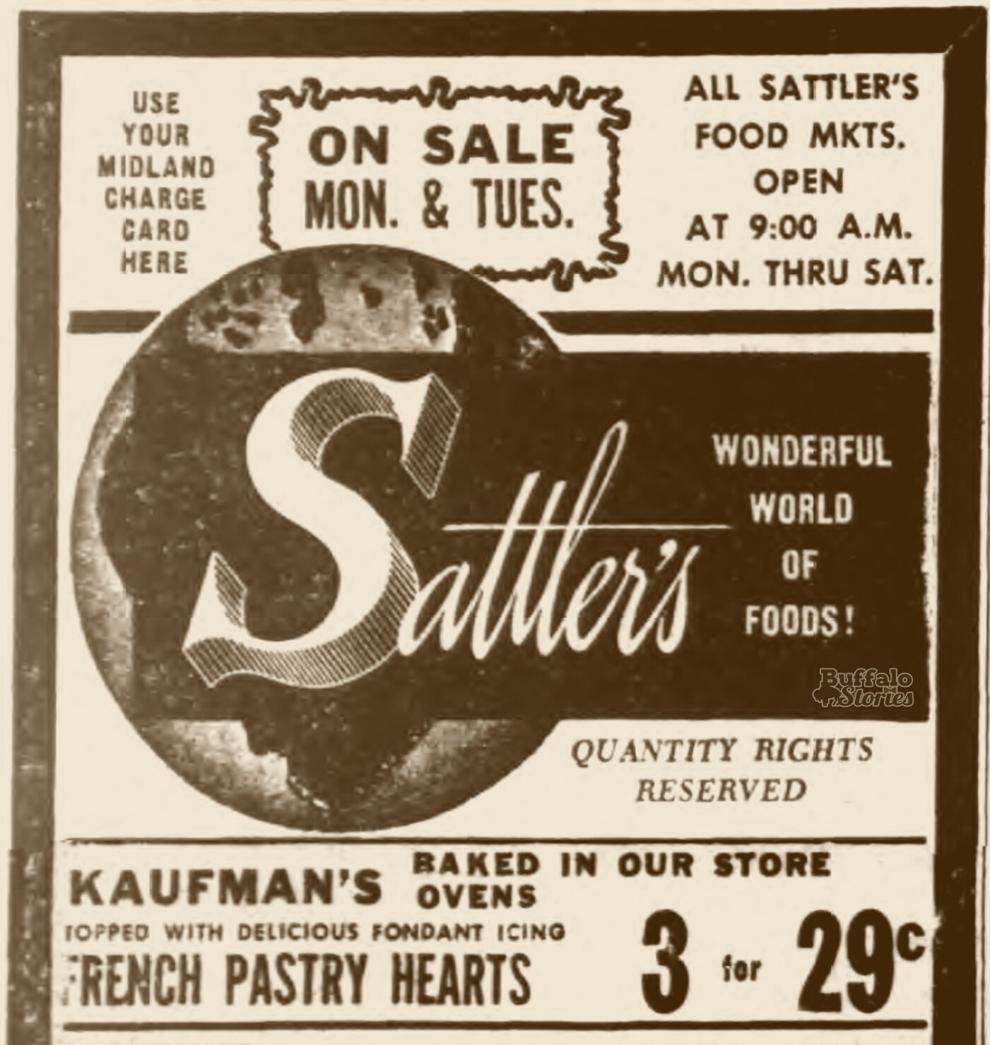 USE
YOUR
MIDLAND
CHARGE
CARD
HERE
ON SALE
MON. & TUES.
ALL SATTLER'S
FOOD MKTS.
OPEN
AT 9:00 A.M.
MON. THRU SAT.
Sattler's
WONDERFUL
WORLD
OF
FOODS!
Buffalo
Stories
QUANTITY RIGHTS
RESERVED
KAUFMAN'S
BAKED IN OUR STORE
OVENS
TOPPED WITH DELICIOUS FONDANT ICING
FRENCH PASTRY HEARTS
3 for 29c